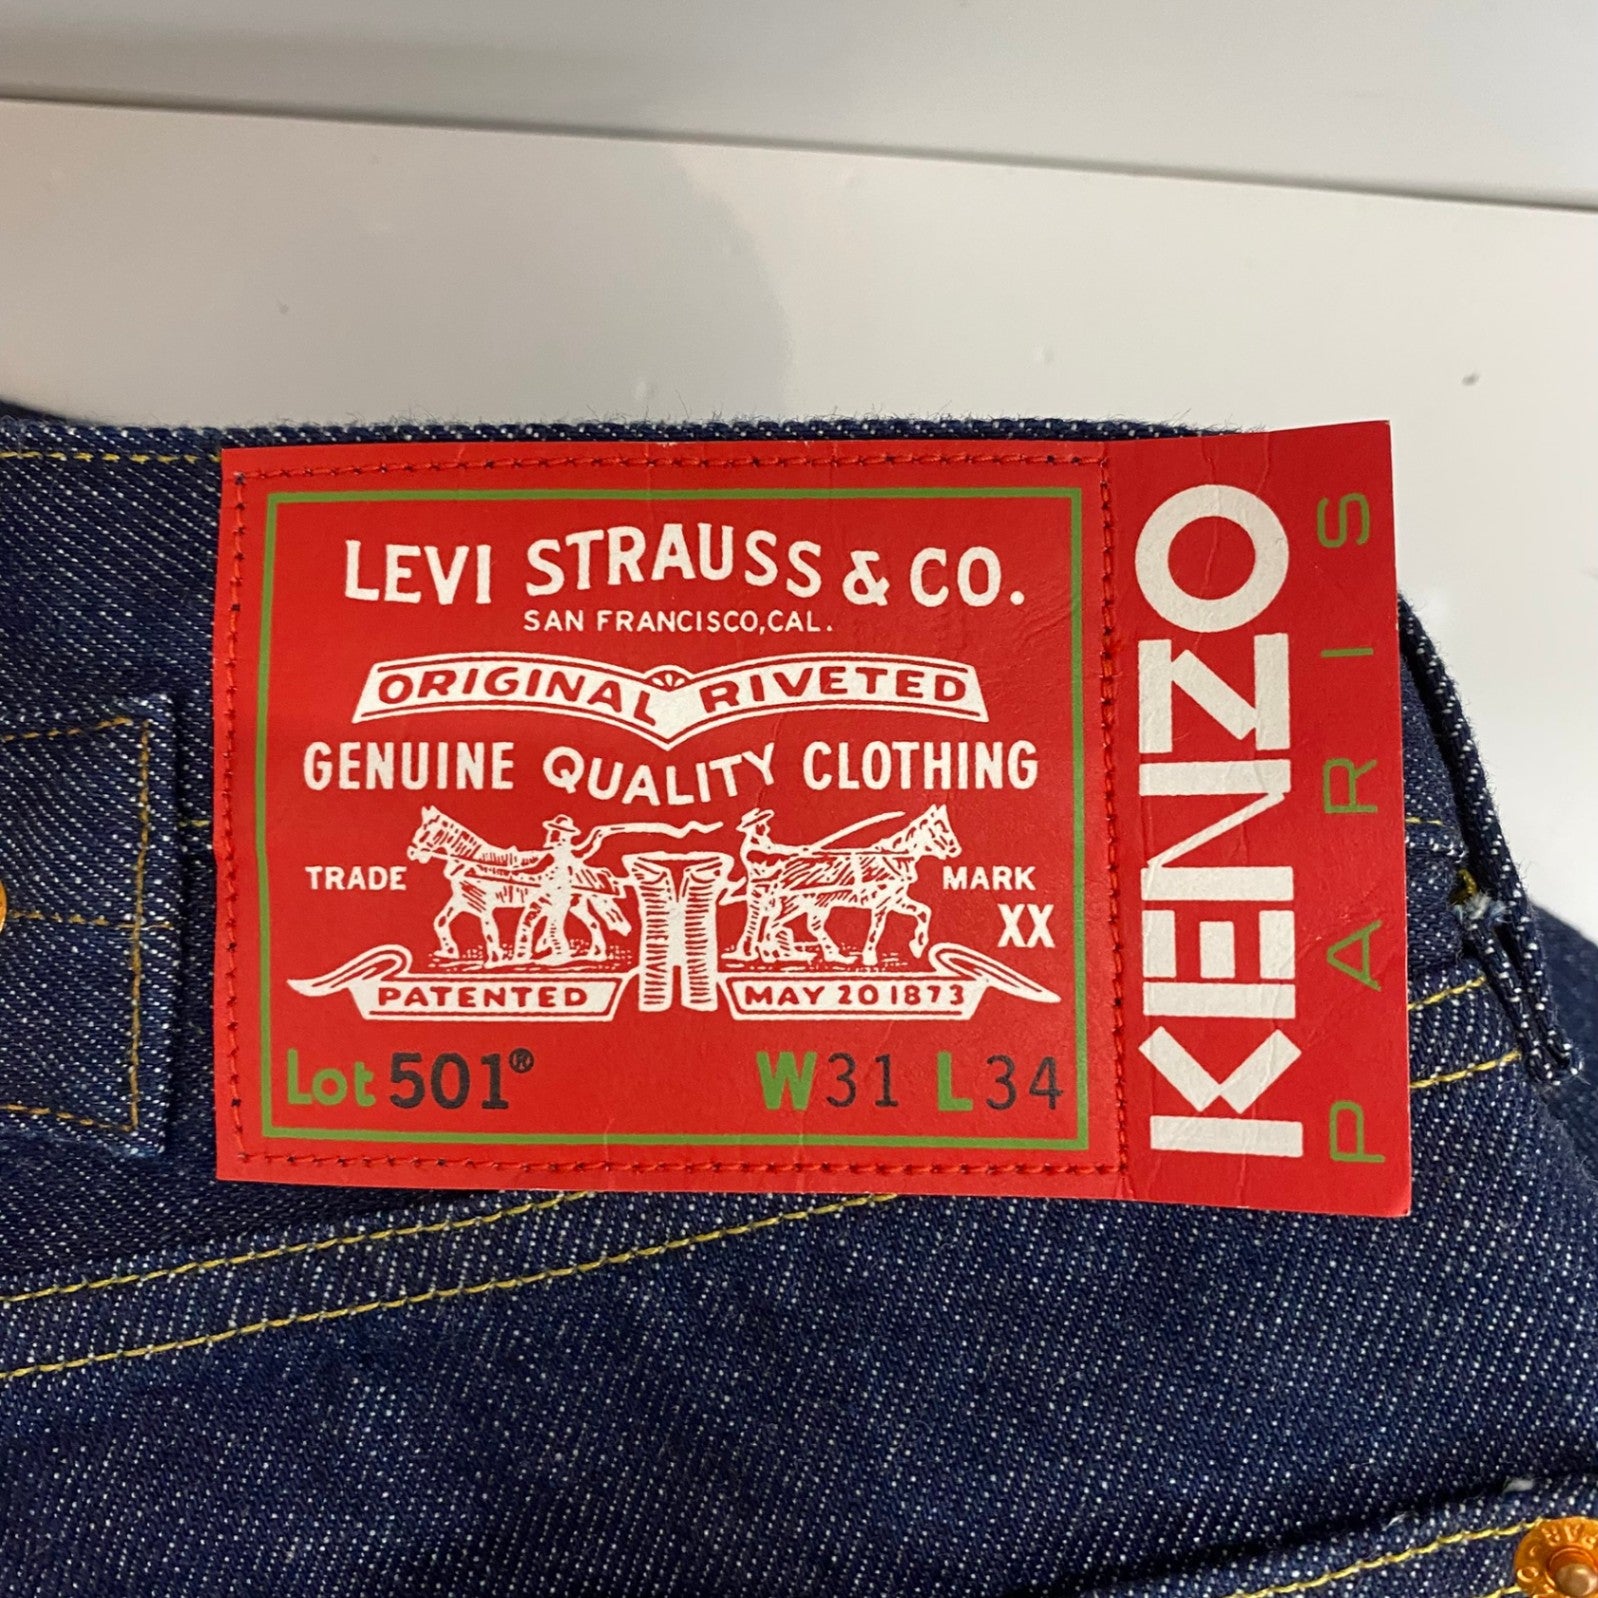 LEVI STRAUSS & CO.
SAN FRANCISCO, CAL.
ORIGINAL RIVETED
GENUINE QUALITY CLOTHING
TRADE MARK
XX
PATENTED MAY 20 1873
Lot 501® W31 L34
KENZO
PARIS